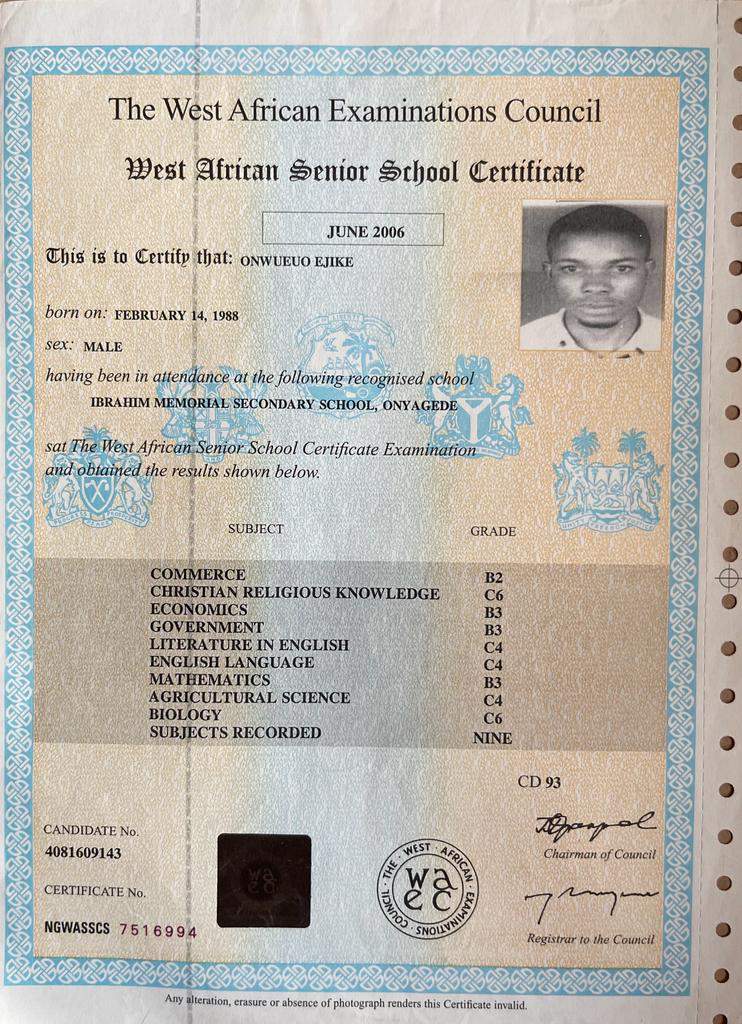 The West African Examinations Council
West African Senior School Certificate
JUNE 2006
This is to Certify that: ONWUEUO EJIKE
born on: FEBRUARY 14, 1988
sex: MALE
having been in attendance at the following recognised school
IBRAHIM MEMORIAL SECONDARY SCHOOL, ONYAGEDE
sat The West African Senior School Certificate Examination
and obtained the results shown below.
SUBJECT GRADE
COMMERCE B2
CHRISTIAN RELIGIOUS KNOWLEDGE C6
ECONOMICS B3
GOVERNMENT B3
LITERATURE IN ENGLISH C4
ENGLISH LANGUAGE C4
MATHEMATICS B3
AGRICULTURAL SCIENCE C4
BIOLOGY C6
SUBJECTS RECORDED NINE
CD 93
CANDIDATE No.
4081609143
Chairman of Council
CERTIFICATE No.
NGWASSCS 7516994
waec
THE · WEST · AFRICAN · EXAMINATIONS · COUNCIL
waec
Registrar to the Council
Any alteration, erasure or absence of photograph renders this Certificate invalid.